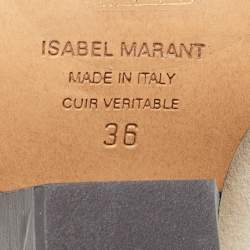 ISABEL MARANT
MADE IN ITALY
CUIR VERITABLE
36